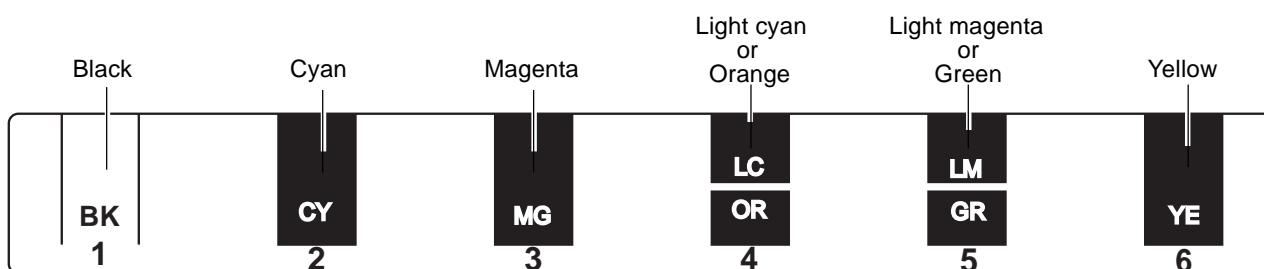 Black
Cyan
Magenta
Light cyan
or
Orange
Light magenta
or
Green
Yellow
BK
1
CY
2
MG
3
LC
OR
4
LM
GR
5
YE
6